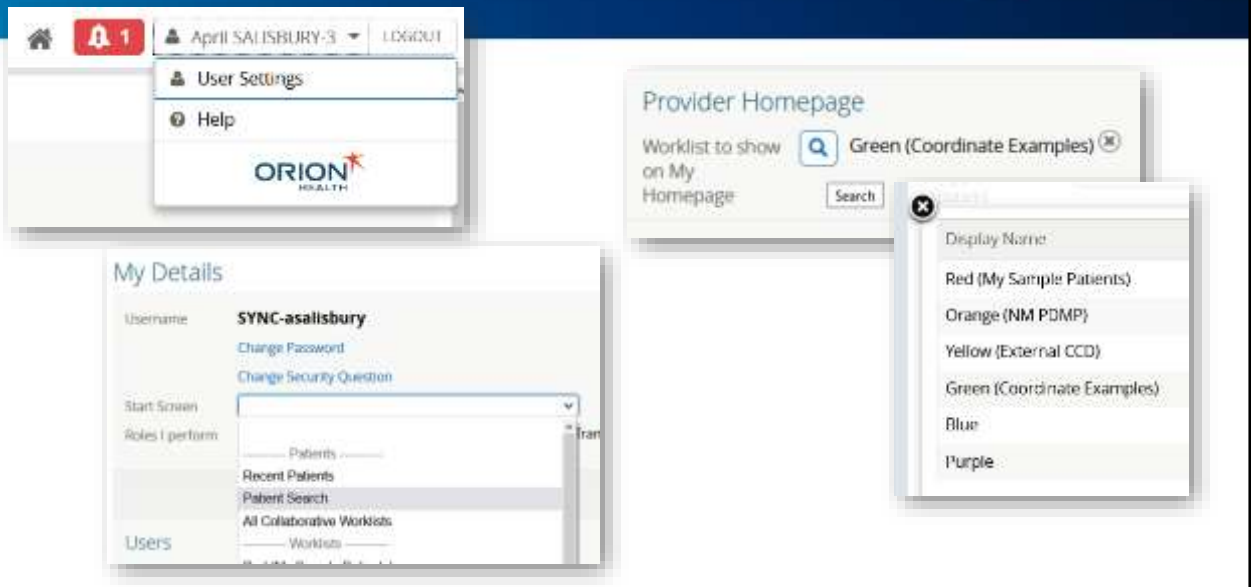 1 April SALISBURY-3 LOGOUT
User Settings
Help
ORION
HEALTH
Provider Homepage
Worklist to show
on My
Homepage
Green (Coordinate Examples)
Search
Display Name
Red (My Sample Patients)
Orange (NM PDMP)
Yellow (External CCD)
Green (Coordinate Examples)
Blue
Purple
My Details
Username SYNC-asalisbury
Change Password
Change Security Question
Start Screen
Roles I perform
Patients
Recent Patients
Patient Search
All Collaborative Worklists
Users
Worklists